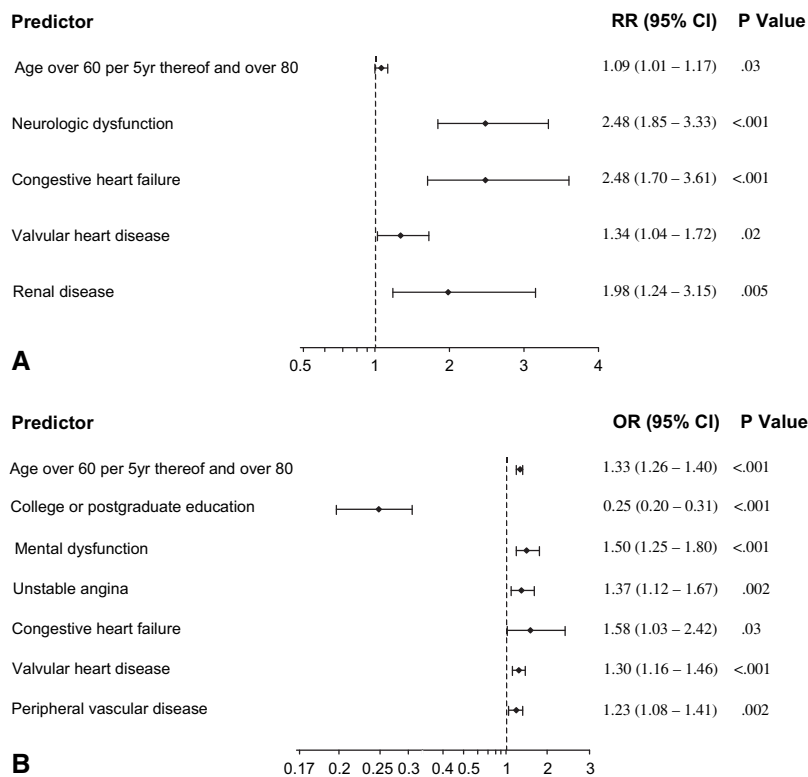 Predictor RR (95% CI) P Value
Age over 60 per 5yr thereof and over 80 1.09 (1.01 – 1.17) .03
Neurologic dysfunction 2.48 (1.85 – 3.33) <.001
Congestive heart failure 2.48 (1.70 – 3.61) <.001
Valvular heart disease 1.34 (1.04 – 1.72) .02
Renal disease 1.98 (1.24 – 3.15) .005
A
0.5 1 2 3 4
Predictor OR (95% CI) P Value
Age over 60 per 5yr thereof and over 80 1.33 (1.26 – 1.40) <.001
College or postgraduate education 0.25 (0.20 – 0.31) <.001
Mental dysfunction 1.50 (1.25 – 1.80) <.001
Unstable angina 1.37 (1.12 – 1.67) .002
Congestive heart failure 1.58 (1.03 – 2.42) .03
Valvular heart disease 1.30 (1.16 – 1.46) <.001
Peripheral vascular disease 1.23 (1.08 – 1.41) .002
B
0.17 0.2 0.25 0.3 0.4 0.5 1 2 3